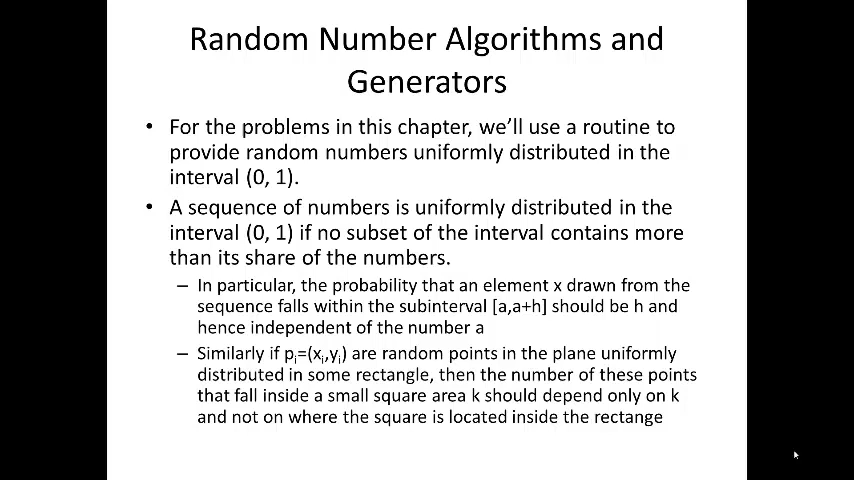 Random Number Algorithms and
Generators
• For the problems in this chapter, we’ll use a routine to
provide random numbers uniformly distributed in the
interval (0, 1).
• A sequence of numbers is uniformly distributed in the
interval (0, 1) if no subset of the interval contains more
than its share of the numbers.
– In particular, the probability that an element x drawn from the
sequence falls within the subinterval [a,a+h] should be h and
hence independent of the number a
– Similarly if pᵢ=(xᵢ,yᵢ) are random points in the plane uniformly
distributed in some rectangle, then the number of these points
that fall inside a small square area k should depend only on k
and not on where the square is located inside the rectange